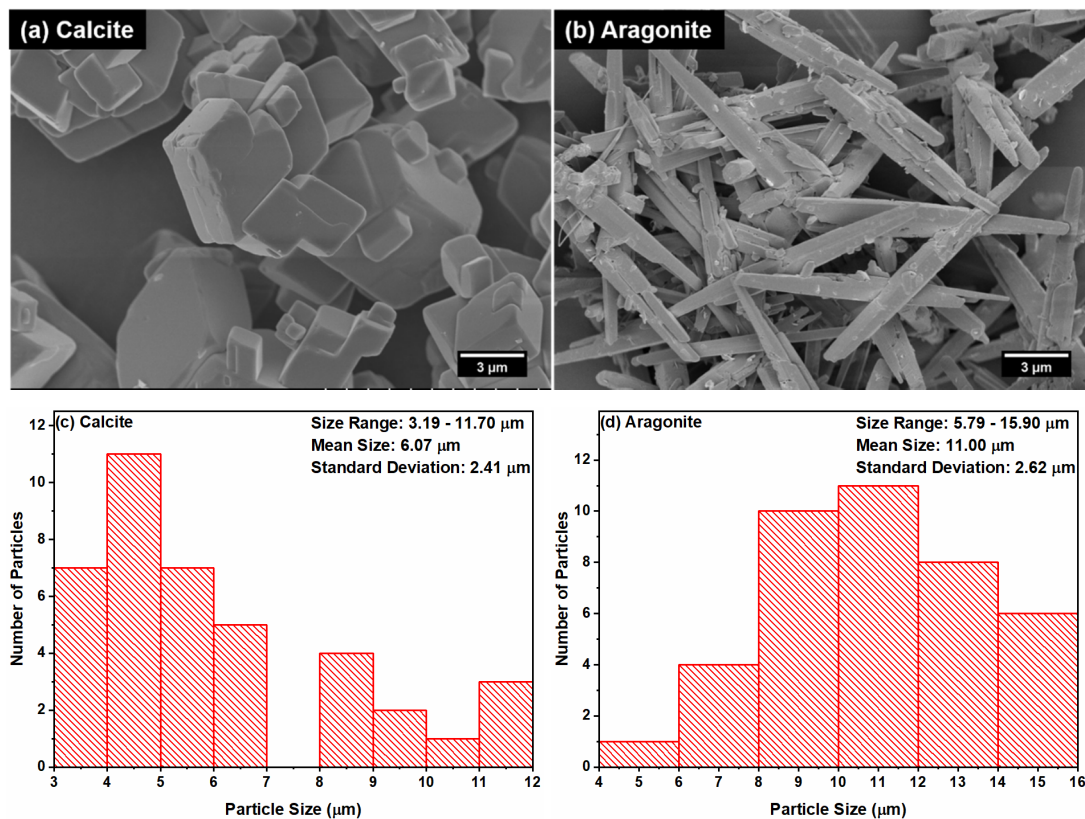 (a) Calcite
3 μm
(b) Aragonite
3 μm
(c) Calcite
Size Range: 3.19 - 11.70 μm
Mean Size: 6.07 μm
Standard Deviation: 2.41 μm
Number of Particles
12
10
8
6
4
2
0
3 4 5 6 7 8 9 10 11 12
Particle Size (μm)
(d) Aragonite
Size Range: 5.79 - 15.90 μm
Mean Size: 11.00 μm
Standard Deviation: 2.62 μm
Number of Particles
12
10
8
6
4
2
0
4 5 6 7 8 9 10 11 12 13 14 15 16
Particle Size (μm)